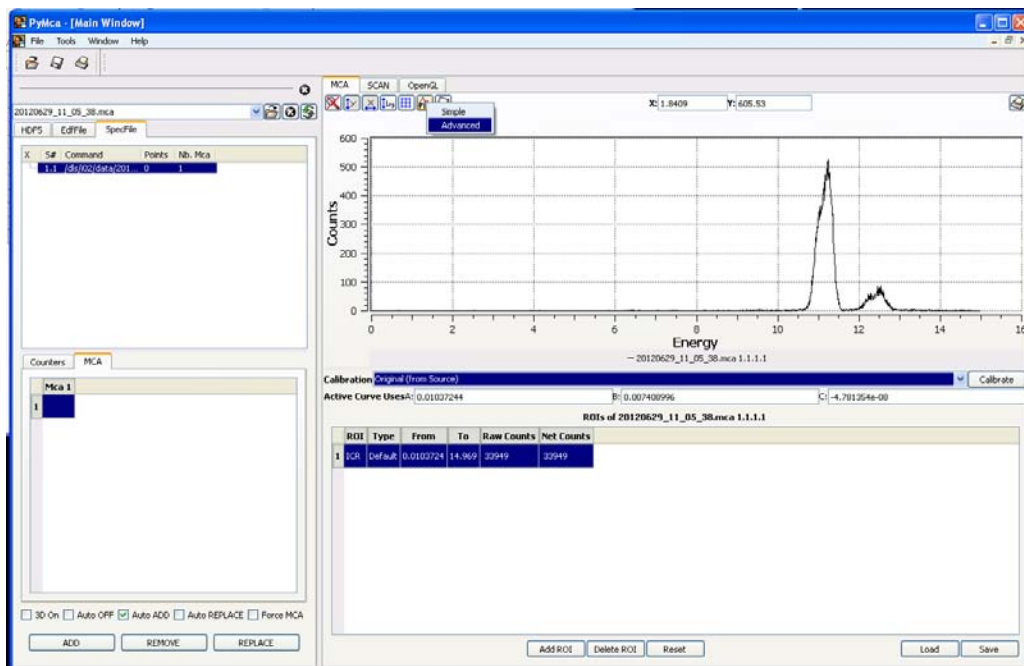 PyMca - [Main Window]
File Tools Window Help
20120629_11_05_38.mca
HDF5 EdfFile SpecFile
X S# Command Points Nb. Mca
1.1 /dis/i02/data/201... 0 1
Counters MCA
Mca 1
1
3D On Auto OFF Auto ADD Auto REPLACE Force MCA
ADD REMOVE REPLACE
MCA SCAN OpenGL
X: 1.8409 Y: 605.53
Simple
Advanced
600
500
400
300
200
100
0
Counts
0 2 4 6 8 10 12 14 16
Energy
20120629_11_05_38.mca 1.1.1.1
Calibration Original (from Source) Calibrate
Active Curve Uses A: 0.01037244 B: 0.007408996 C: -4.781354e-08
ROIs of 20120629_11_05_38.mca 1.1.1.1
ROI Type From To Raw Counts Net Counts
1 ICR Default 0.0103724 14.969 33949 33949
Add ROI Delete ROI Reset Load Save